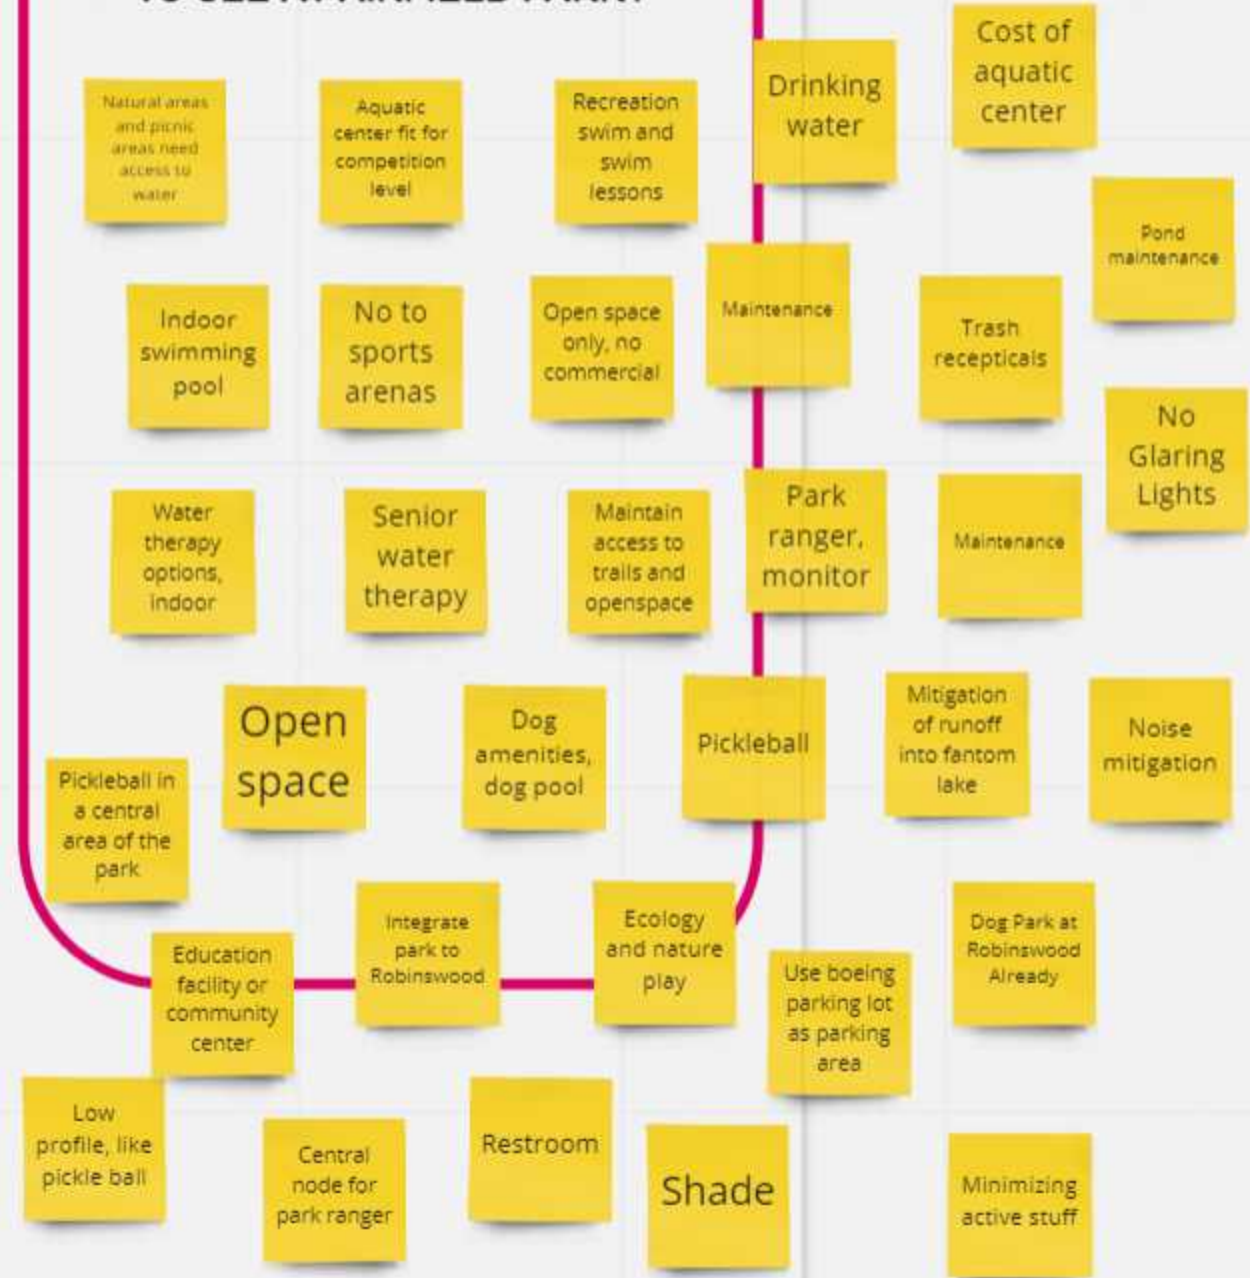 TO SEE AT AIRFIELD PARK?
Cost of
aquatic
center
Drinking
water
Natural areas
and picnic
areas need
access to
water
Aquatic
center fit for
competition
level
Recreation
swim and
swim
lessons
Pond
maintenance
Indoor
swimming
pool
No to
sports
arenas
Open space
only, no
commercial
Maintenance
Trash
recepticals
No
Glaring
Lights
Water
therapy
options,
indoor
Senior
water
therapy
Maintain
access to
trails and
openspace
Park
ranger,
monitor
Maintenance
Open
space
Dog
amenities,
dog pool
Pickleball
Mitigation
of runoff
into fantom
lake
Noise
mitigation
Pickleball in
a central
area of the
park
Education
facility or
community
center
Integrate
park to
Robinswood
Ecology
and nature
play
Use boeing
parking lot
as parking
area
Dog Park at
Robinswood
Already
Low
profile, like
pickle ball
Central
node for
park ranger
Restroom
Shade
Minimizing
active stuff